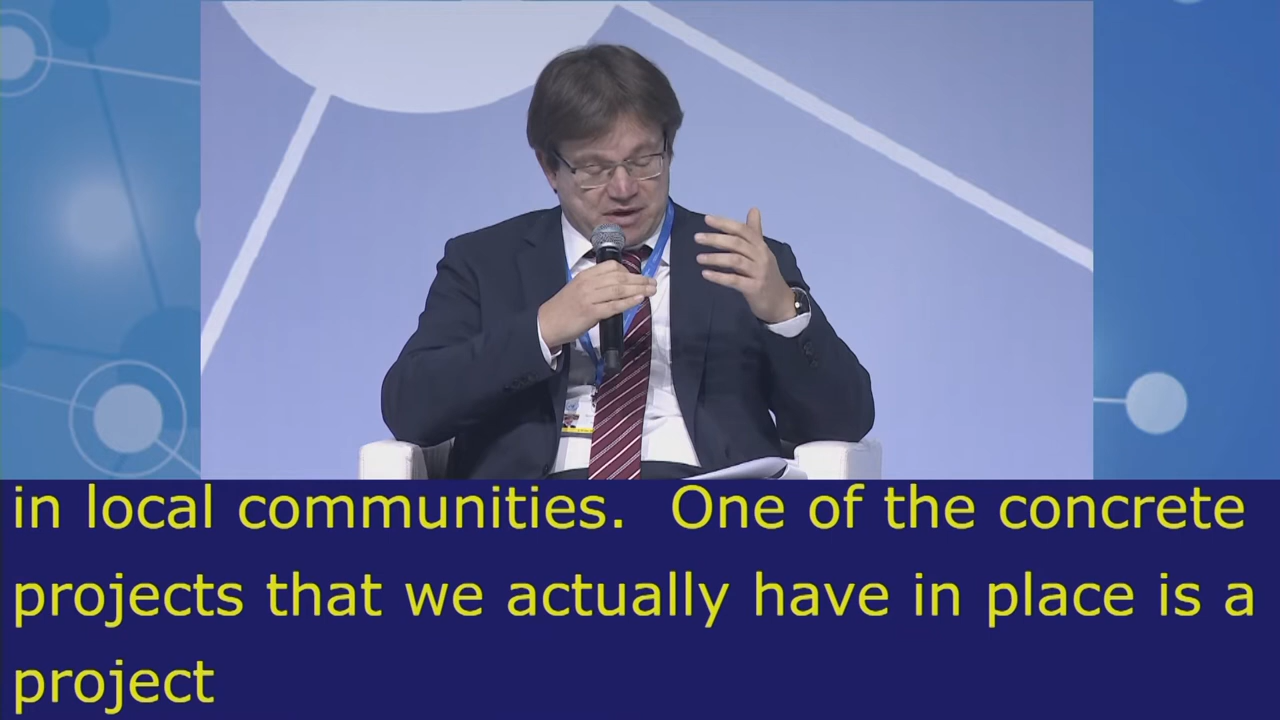 in local communities.  One of the concrete
projects that we actually have in place is a
project